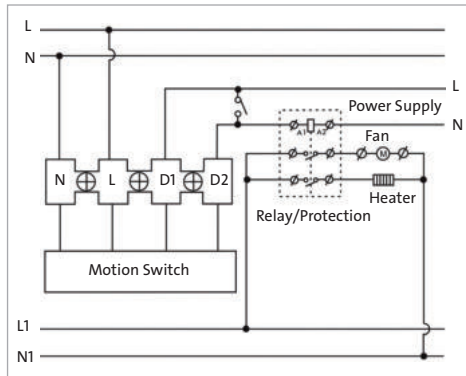 L
N
L
Power Supply
A1 A2
N
Fan
M
N L D1 D2
Heater
Relay/Protection
Motion Switch
L1
N1